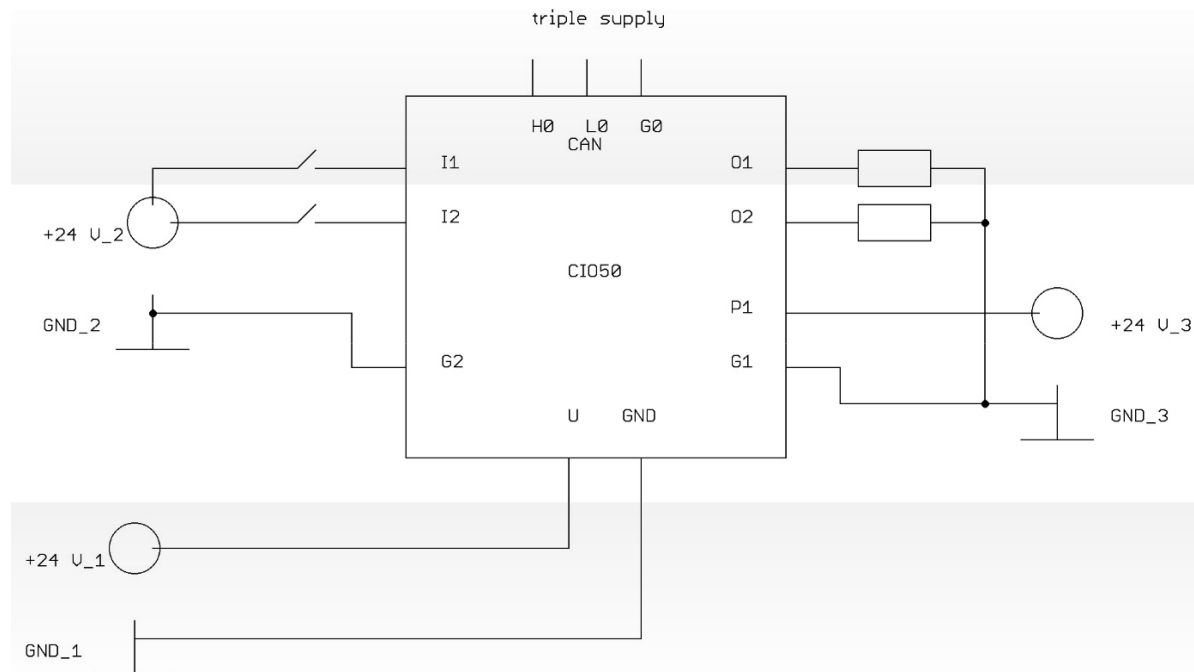 triple supply
H0 L0 G0
CAN
I1 O1
I2 O2
+24 V_2
CIO50
P1
GND_2
+24 V_3
G2 G1
U GND
GND_3
+24 V_1
GND_1